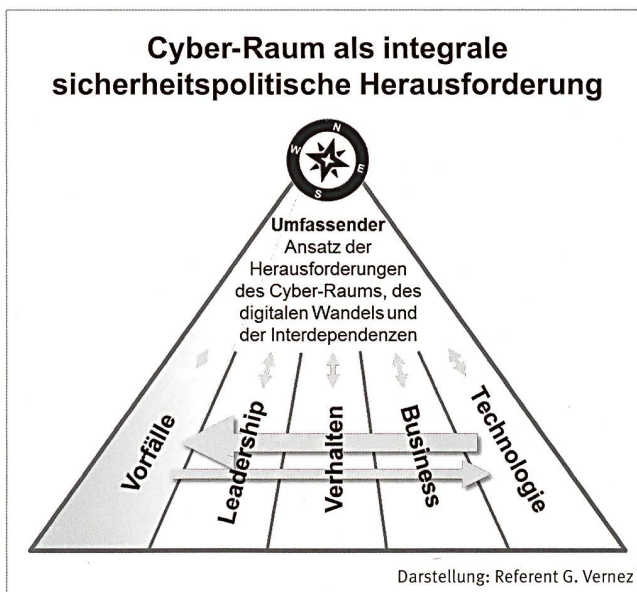 Cyber-Raum als integrale
sicherheitspolitische Herausforderung
N
W
E
S
Umfassender
Ansatz der
Herausforderungen
des Cyber-Raums, des
digitalen Wandels und
der Interdependenzen
Vorfälle
Leadership
Verhalten
Business
Technologie
Darstellung: Referent G. Vernez